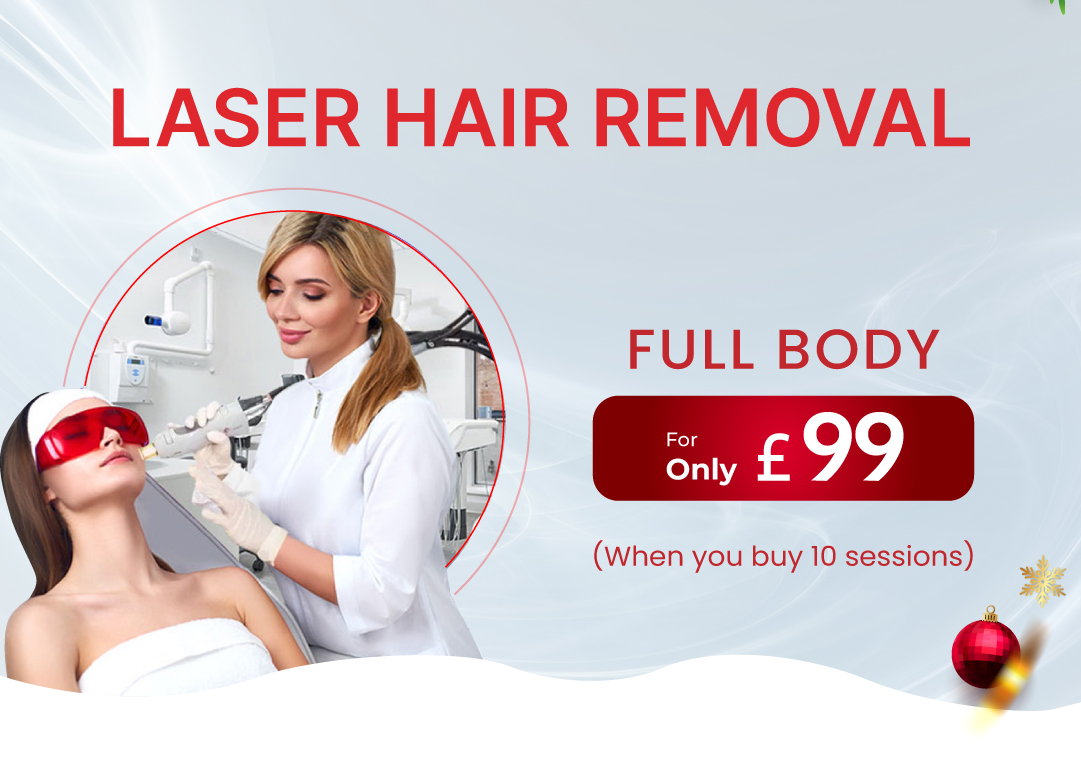 LASER HAIR REMOVAL
FULL BODY
For
Only £99
(When you buy 10 sessions)